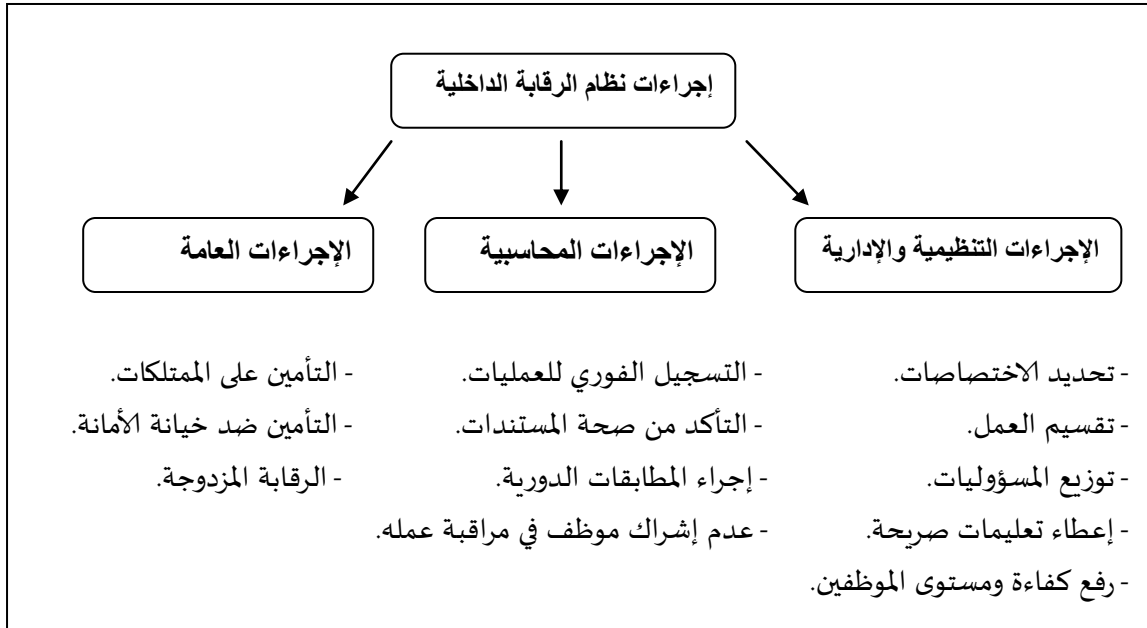 إجراءات نظام الرقابة الداخلية
الإجراءات التنظيمية والإدارية
الإجراءات المحاسبية
الإجراءات العامة
- تحديد الاختصاصات.
- تقسيم العمل.
- توزيع المسؤوليات.
- إعطاء تعليمات صريحة.
- رفع كفاءة ومستوى الموظفين.
- التسجيل الفوري للعمليات.
- التأكد من صحة المستندات.
- إجراء المطابقات الدورية.
- عدم إشراك موظف في مراقبة عمله.
- التأمين على الممتلكات.
- التأمين ضد خيانة الأمانة.
- الرقابة المزدوجة.